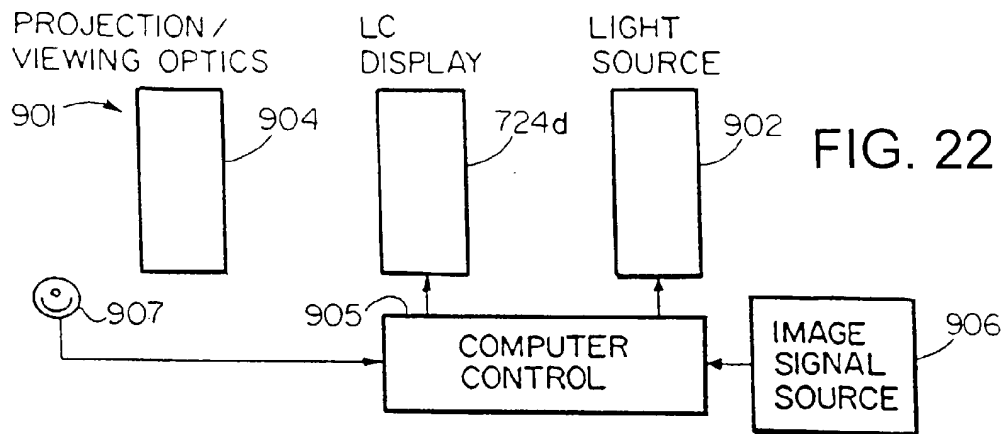 PROJECTION/
VIEWING OPTICS
LC
DISPLAY
LIGHT
SOURCE
901
904
724d
902
FIG. 22
907
905
COMPUTER
CONTROL
IMAGE
SIGNAL
SOURCE
906